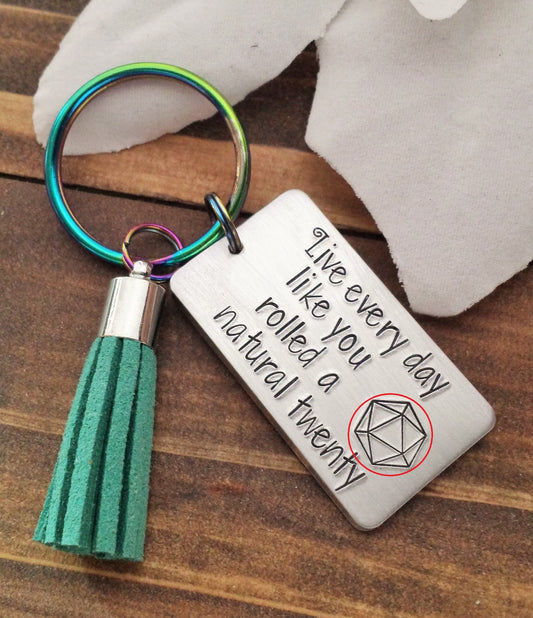 Live every day
like you
rolled a
natural twenty